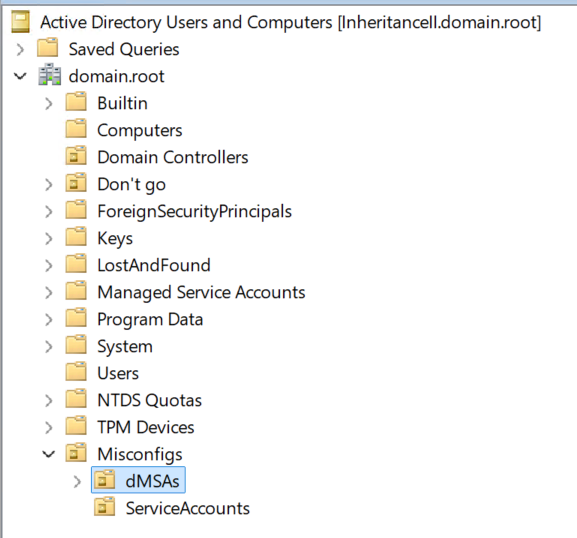 Active Directory Users and Computers [Inheritancell.domain.root]
Saved Queries
domain.root
Builtin
Computers
Domain Controllers
Don't go
ForeignSecurityPrincipals
Keys
LostAndFound
Managed Service Accounts
Program Data
System
Users
NTDS Quotas
TPM Devices
Misconfigs
dMSAs
ServiceAccounts